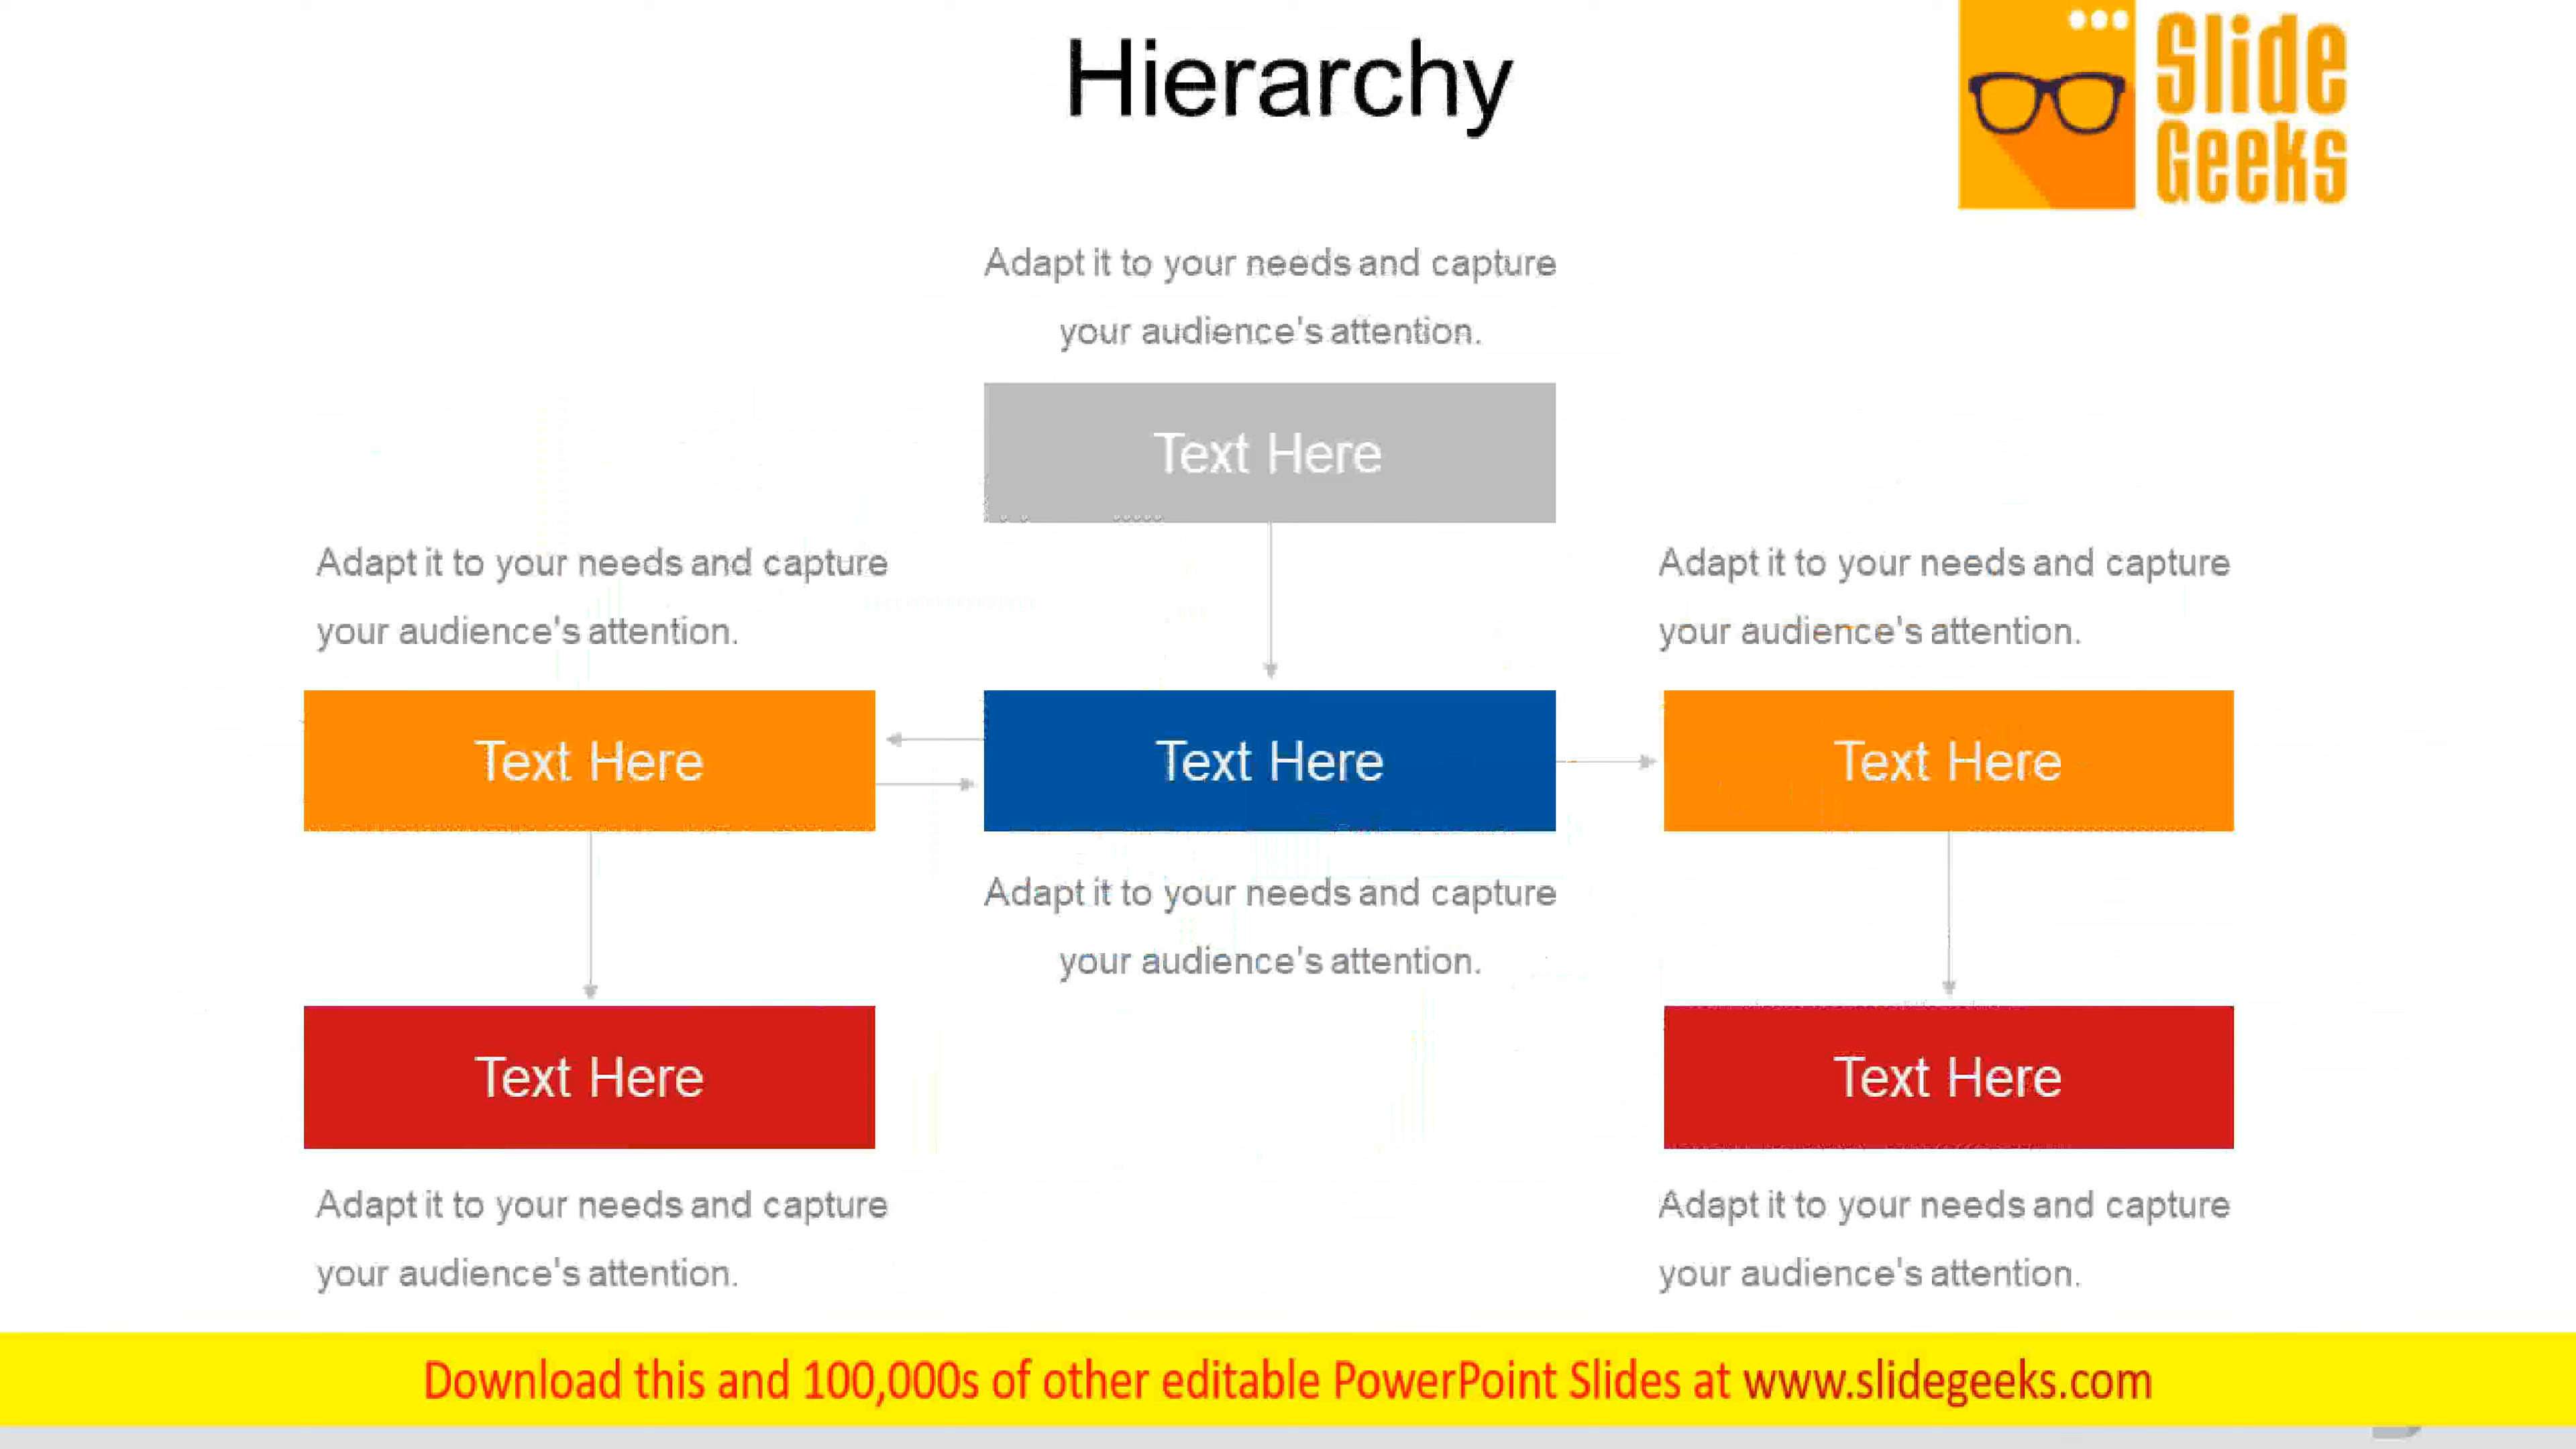 Hierarchy
Slide
Geeks
Adapt it to your needs and capture
your audience's attention.
Text Here
Adapt it to your needs and capture
your audience's attention.
Adapt it to your needs and capture
your audience's attention.
Text Here
Text Here
Text Here
Adapt it to your needs and capture
your audience's attention.
Text Here
Text Here
Adapt it to your needs and capture
your audience's attention.
Adapt it to your needs and capture
your audience's attention.
Download this and 100,000s of other editable PowerPoint Slides at www.slidegeeks.com